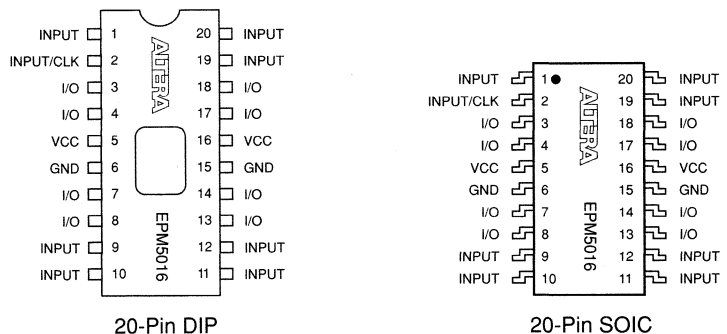 INPUT 1 20 INPUT
INPUT/CLK 2 19 INPUT
I/O 3 18 I/O
I/O 4 17 I/O
VCC 5 16 VCC
GND 6 15 GND
I/O 7 14 I/O
I/O 8 13 I/O
INPUT 9 12 INPUT
INPUT 10 11 INPUT
ALTERA
EPM5016
20-Pin DIP
INPUT 1 20 INPUT
INPUT/CLK 2 19 INPUT
I/O 3 18 I/O
I/O 4 17 I/O
VCC 5 16 VCC
GND 6 15 GND
I/O 7 14 I/O
I/O 8 13 I/O
INPUT 9 12 INPUT
INPUT 10 11 INPUT
ALTERA
EPM5016
20-Pin SOIC